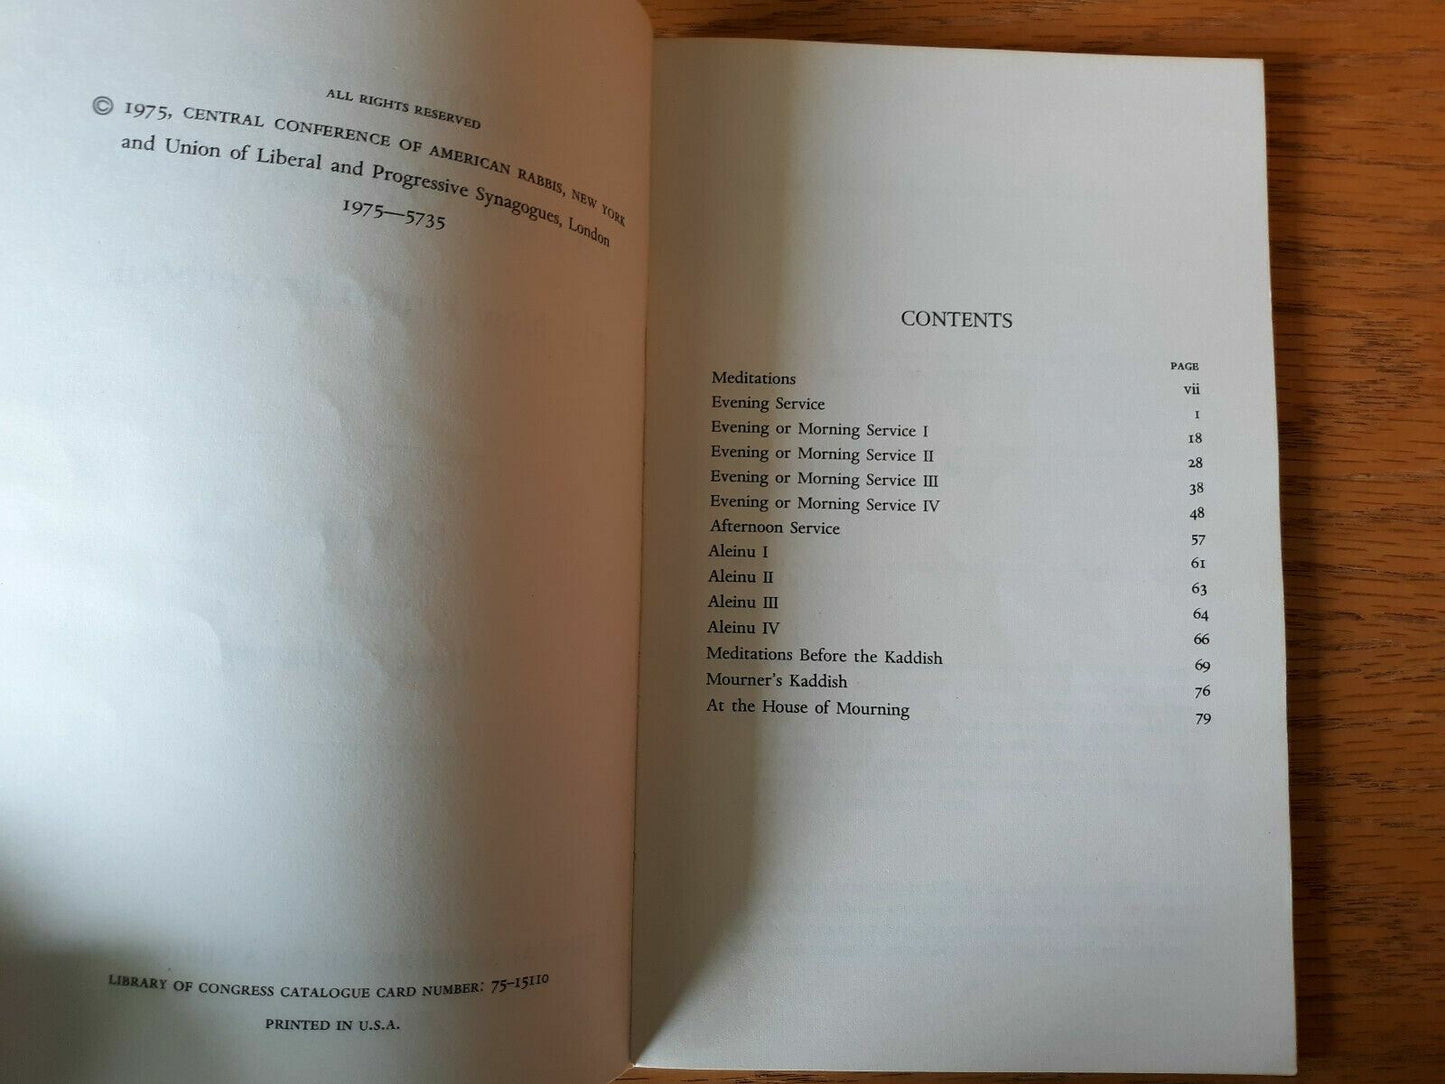 ALL RIGHTS RESERVED
© 1975, CENTRAL CONFERENCE OF AMERICAN RABBIS, NEW YORK
and Union of Liberal and Progressive Synagogues, London
1975—5735
LIBRARY OF CONGRESS CATALOGUE CARD NUMBER: 75-15110
PRINTED IN U.S.A.
CONTENTS
PAGE
Meditations vii
Evening Service 1
Evening or Morning Service I 18
Evening or Morning Service II 28
Evening or Morning Service III 38
Evening or Morning Service IV 48
Afternoon Service 57
Aleinu I 61
Aleinu II 63
Aleinu III 64
Aleinu IV 66
Meditations Before the Kaddish 69
Mourner's Kaddish 76
At the House of Mourning 79